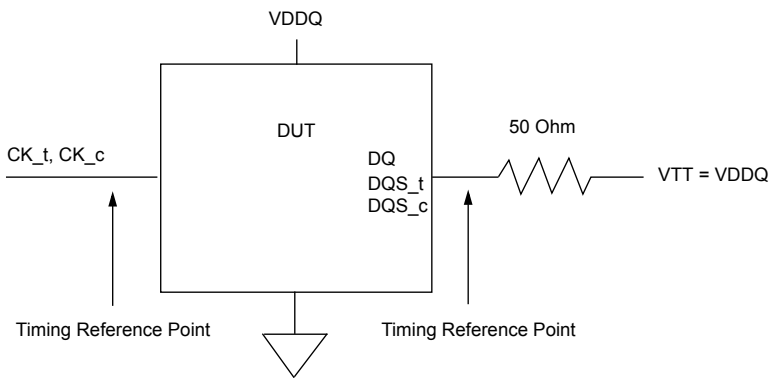 VDDQ
DUT
50 Ohm
CK_t, CK_c
DQ
DQS_t
DQS_c
VTT = VDDQ
Timing Reference Point
Timing Reference Point